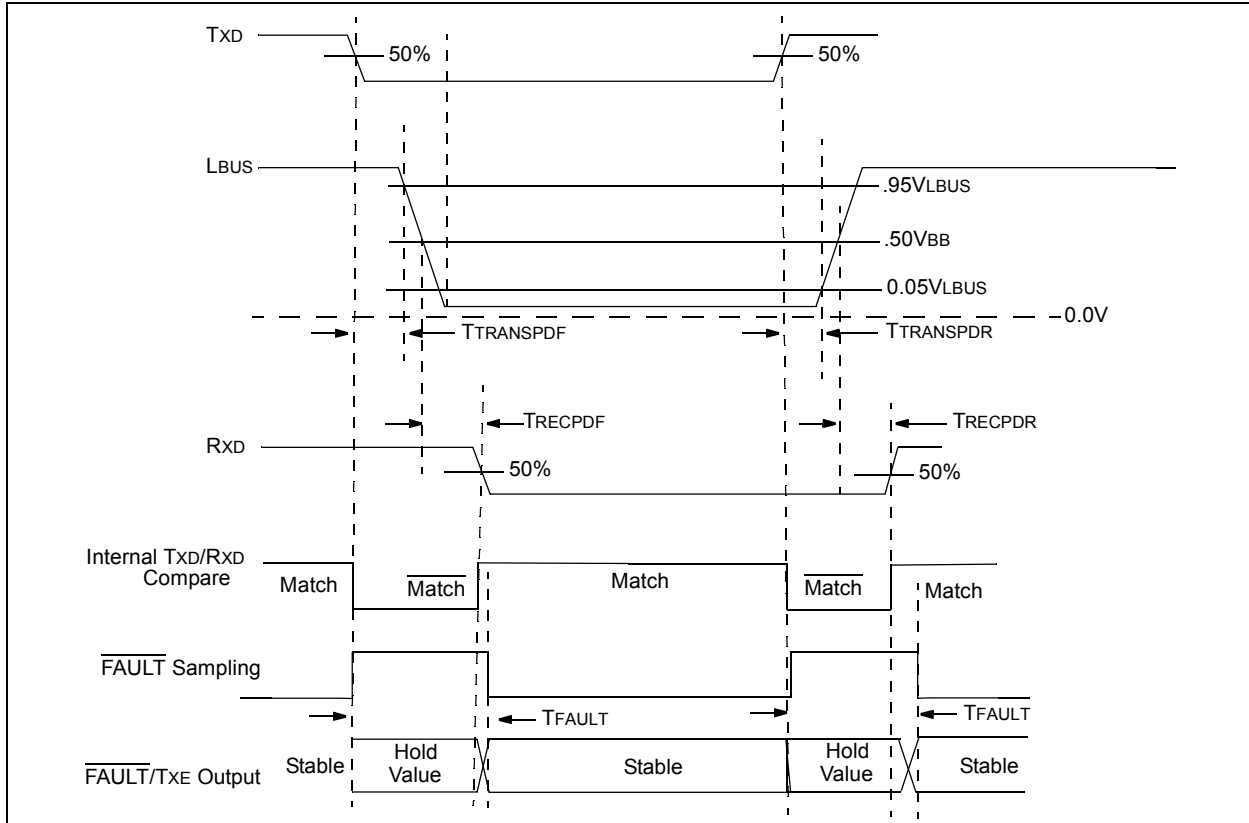 TXD
50%
50%
LBUS
.95VLBUS
.50VBB
0.05VLBUS
0.0V
TTRANSPDF
TTRANSPDR
TRECPDF
TRECPDR
RXD
50%
50%
Internal TXD/RXD
Compare
Match
Match
Match
Match
Match
FAULT Sampling
TFAULT
TFAULT
FAULT/TXE Output
Stable
Hold
Value
Stable
Hold
Value
Stable